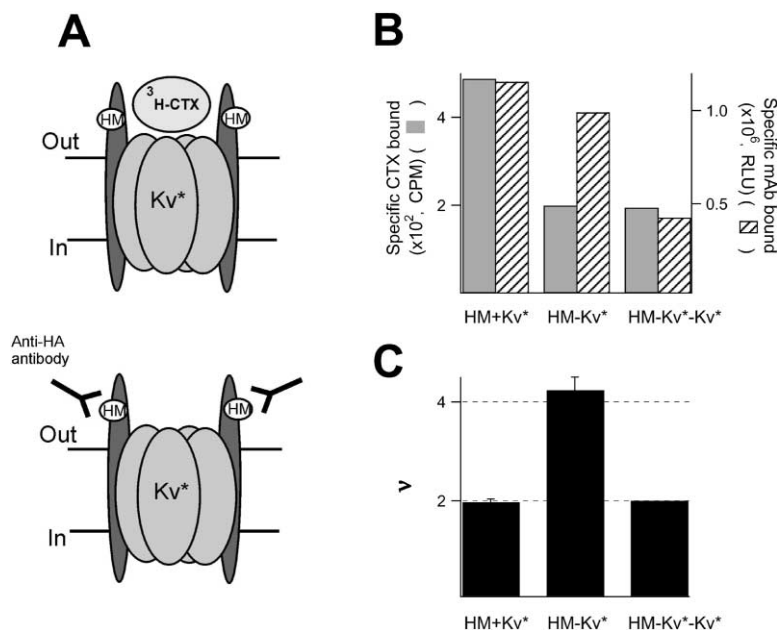 A
3
H-CTX
HM
HM
Out
Kv*
In
Anti-HA
antibody
HM
HM
Out
Kv*
In
B
Specific CTX bound
(x10², CPM) ( )
4
2
1.0
0.5
Specific mAb bound
(x10⁶, RLU) ( )
HM+Kv*
HM-Kv*
HM-Kv*-Kv*
C
ν
4
2
HM+Kv*
HM-Kv*
HM-Kv*-Kv*